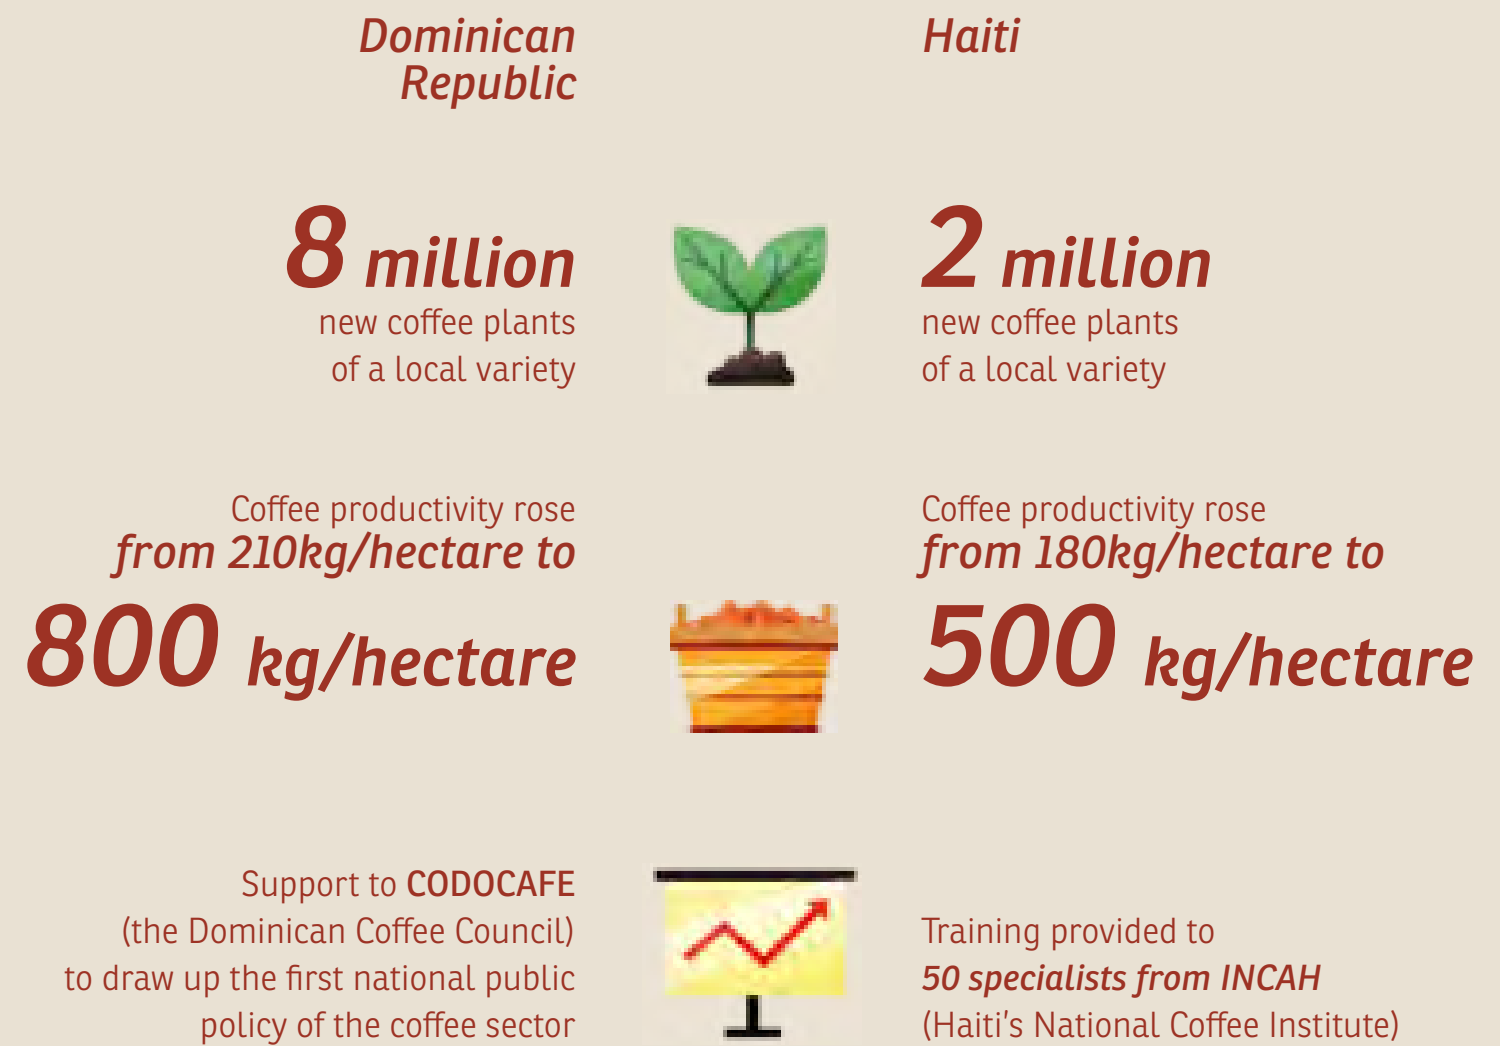 Dominican
Republic
Haiti
8 million
new coffee plants
of a local variety
2 million
new coffee plants
of a local variety
Coffee productivity rose
from 210kg/hectare to
800 kg/hectare
Coffee productivity rose
from 180kg/hectare to
500 kg/hectare
Support to CODOCAFE
(the Dominican Coffee Council)
to draw up the first national public
policy of the coffee sector
Training provided to
50 specialists from INCAH
(Haiti's National Coffee Institute)